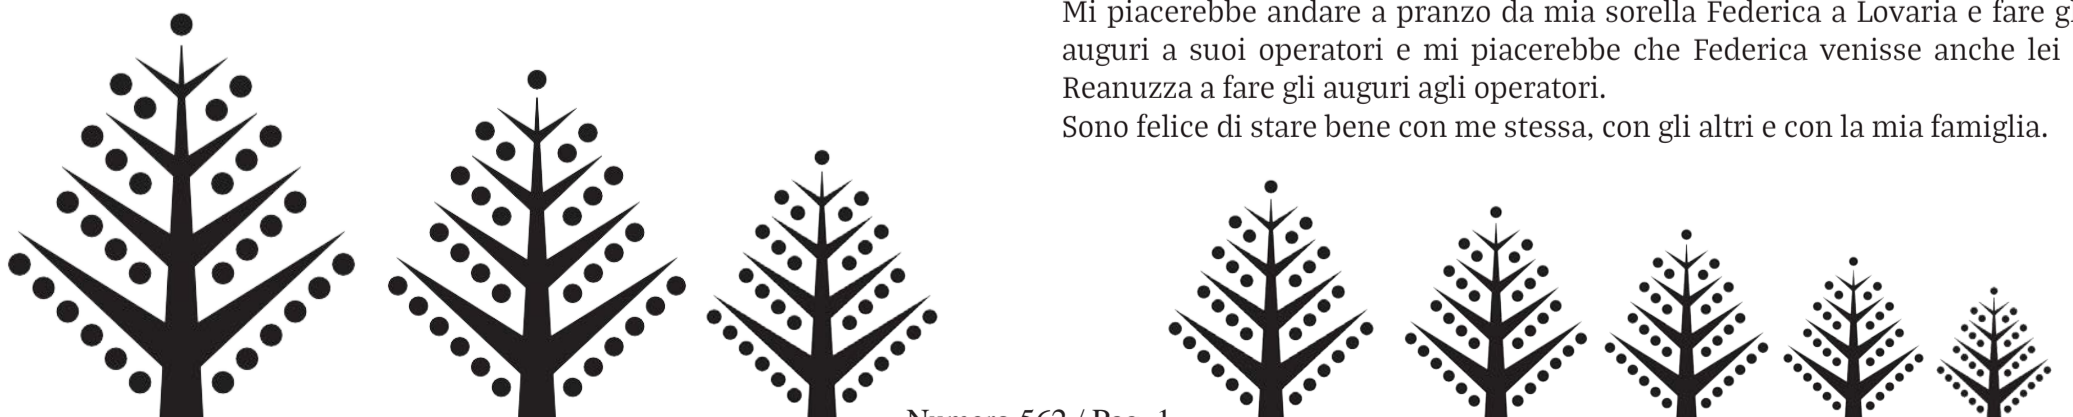 Mi piacerebbe andare a pranzo da mia sorella Federica a Lovaria e fare
auguri a suoi operatori e mi piacerebbe che Federica venisse anche lei
Reanuzza a fare gli auguri agli operatori.
Sono felice di stare bene con me stessa, con gli altri e con la mia famiglia.
Numero 562 / Pag. 1